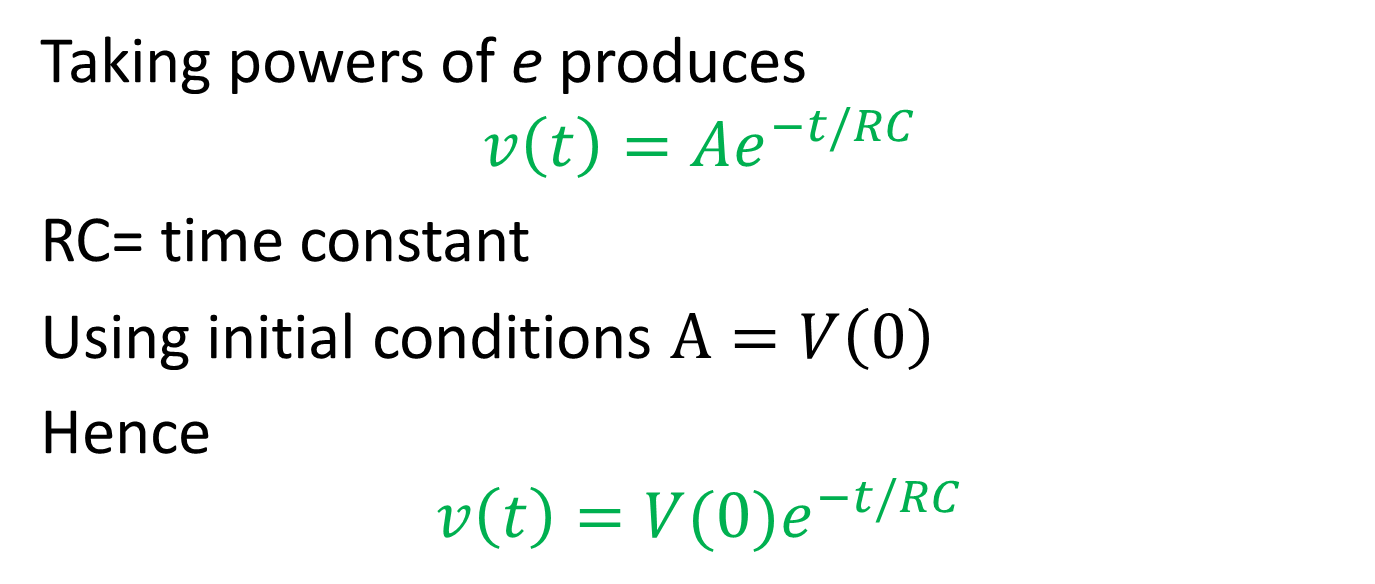 Taking powers of e produces
v(t) = Ae^{-t/RC}
RC= time constant
Using initial conditions A = V(0)
Hence
v(t) = V(0)e^{-t/RC}